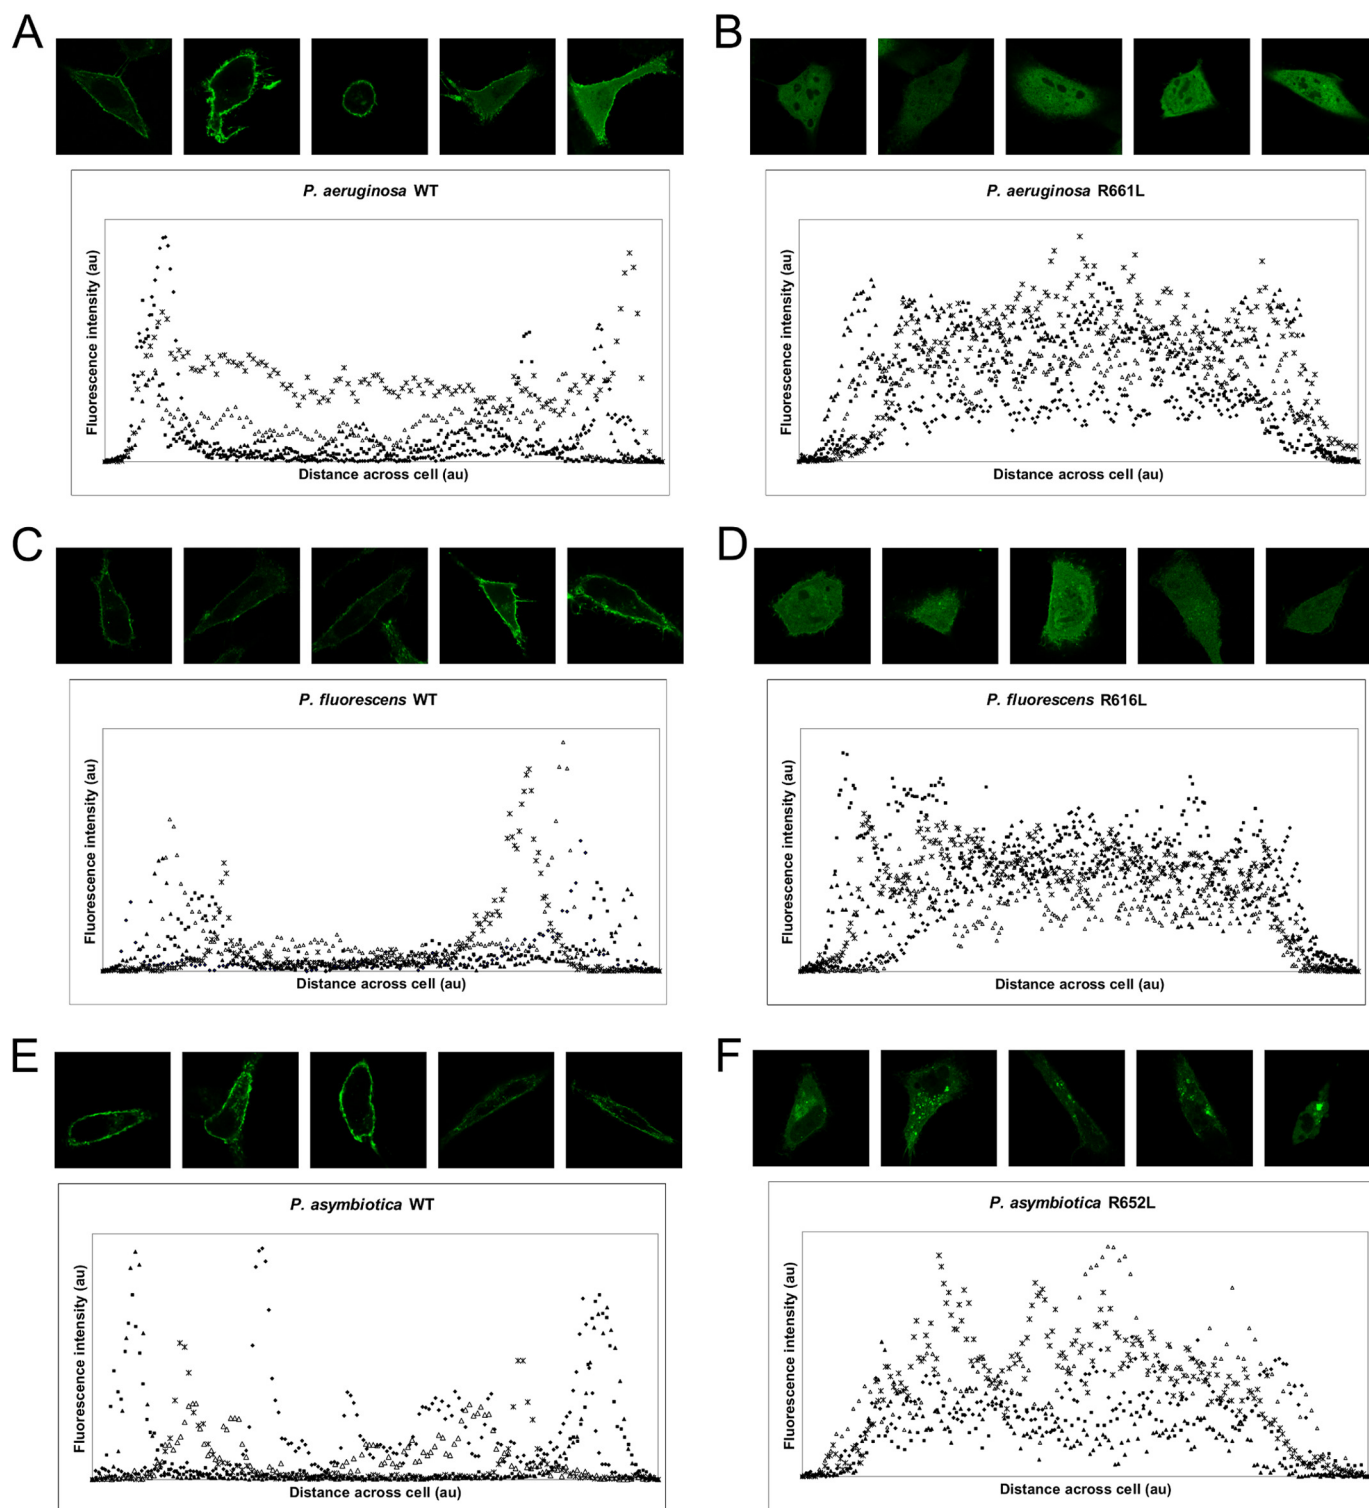 A
B
P. aeruginosa WT
Fluorescence intensity (au)
Distance across cell (au)
P. aeruginosa R661L
Fluorescence intensity (au)
Distance across cell (au)
C
D
P. fluorescens WT
Fluorescence intensity (au)
Distance across cell (au)
P. fluorescens R616L
Fluorescence intensity (au)
Distance across cell (au)
E
F
P. asymbiotica WT
Fluorescence intensity (au)
Distance across cell (au)
P. asymbiotica R652L
Fluorescence intensity (au)
Distance across cell (au)